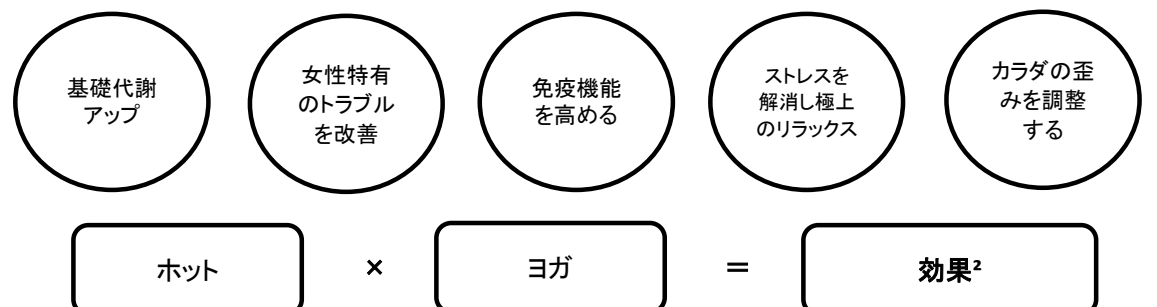 基礎代謝
アップ
女性特有
のトラブル
を改善
免疫機能
を高める
ストレスを
解消し極上
のリラックス
カラダの歪
みを調整
する
ホット × ヨガ ＝ 効果²